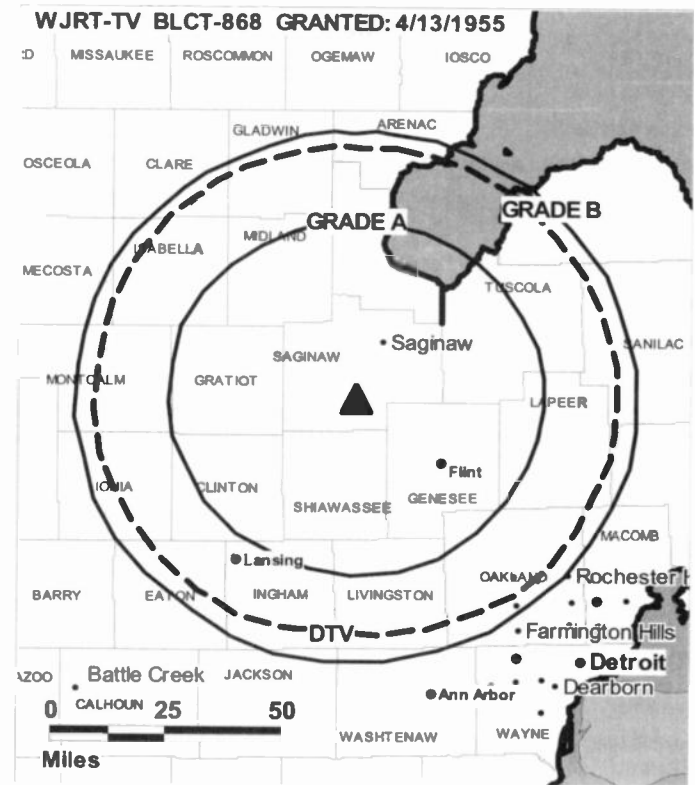 WJRT-TV BLCT-868 GRANTED: 4/13/1955
MISSAUKEE ROSCOMMON OGEMAW IOSCO
GLADWIN ARENAC
OSCEOLA CLARE
GRADE A GRADE B
MIDLAND
ISABELLA
MECOSTA
TUSCOLA
Saginaw
SAGINAW SANILAC
MONTCALM GRATIOT
LAPEER
Flint
IONIA CLINTON
SHIAWASSEE GENESEE
MACOMB
Lansing
OAKLAND Rochester H
BARRY EATON INGHAM LIVINGSTON
DTV Farmington Hills
Detroit
AZOO Battle Creek JACKSON
Ann Arbor Dearborn
CALHOUN
0 25 50
WASHTENAW WAYNE
Miles